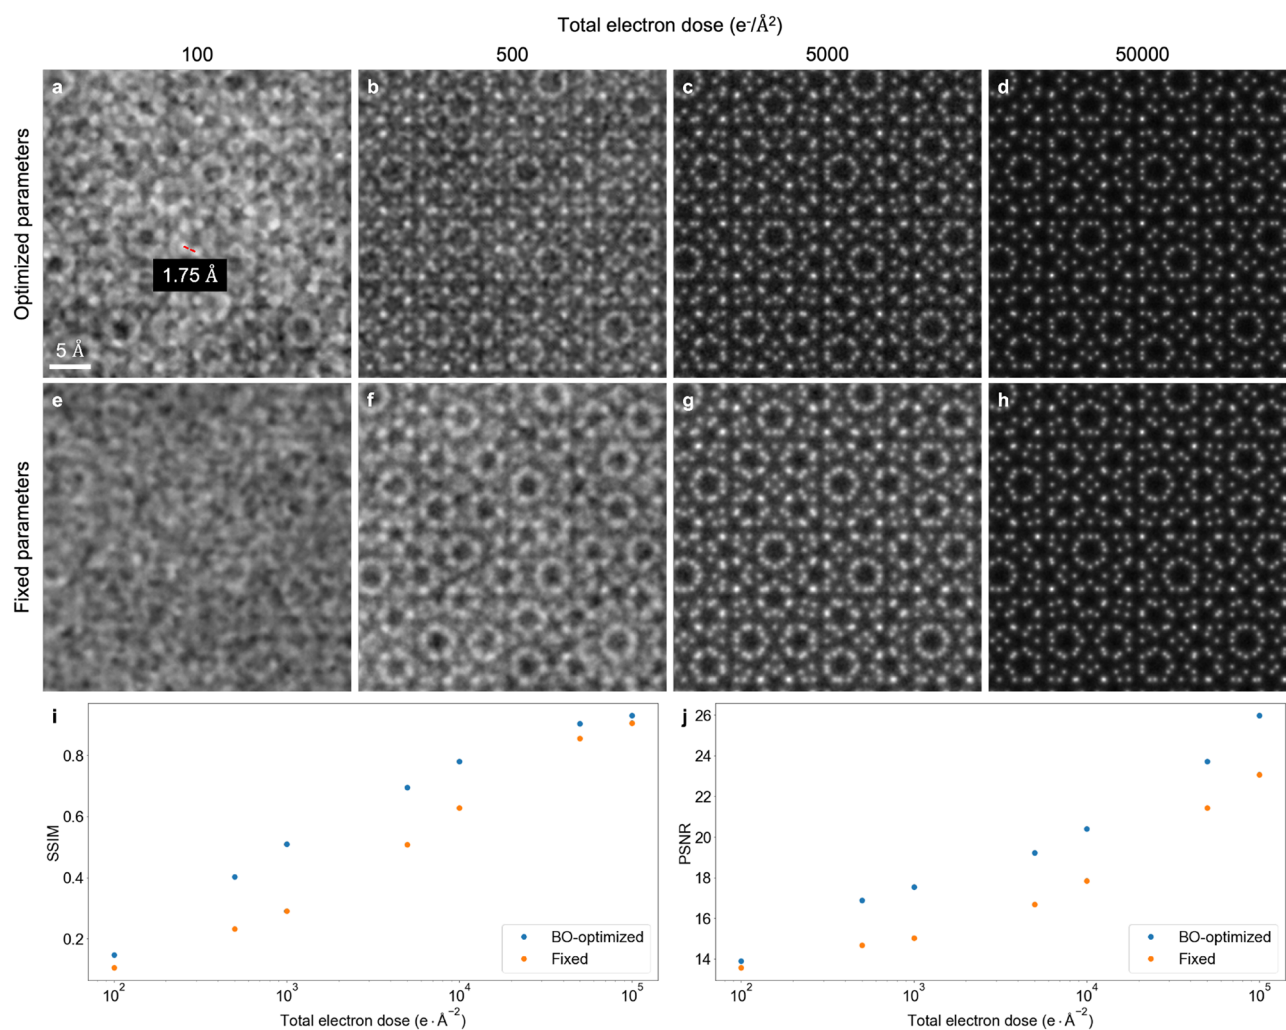 Total electron dose (e⁻/Å²)
100 500 5000 50000
Optimized parameters
a b c d
1.75 Å
5 Å
Fixed parameters
e f g h
i
SSIM
0.8
0.6
0.4
0.2
BO-optimized
Fixed
10² 10³ 10⁴ 10⁵
Total electron dose (e · Å⁻²)
j
PSNR
26
24
22
20
18
16
14
BO-optimized
Fixed
10² 10³ 10⁴ 10⁵
Total electron dose (e · Å⁻²)